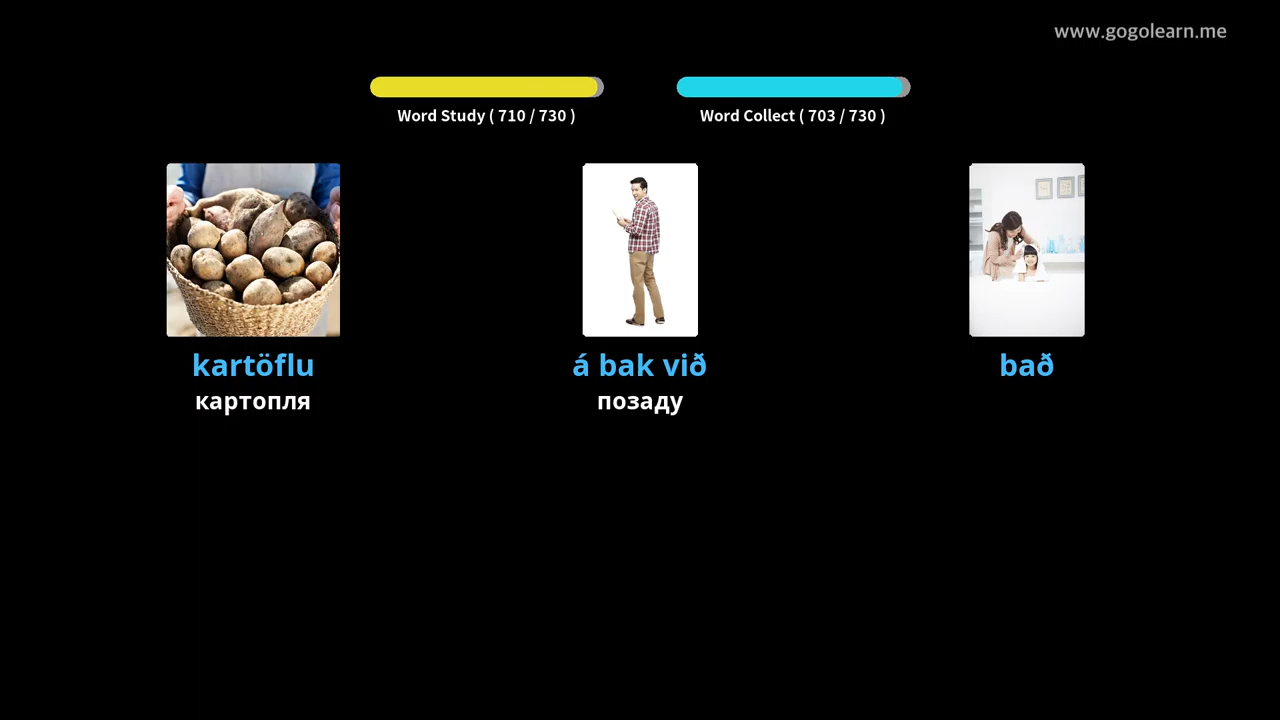 www.gogolearn.me
Word Study ( 710 / 730 )
Word Collect ( 703 / 730 )
kartöflu
á bak við
bað
картопля
позаду